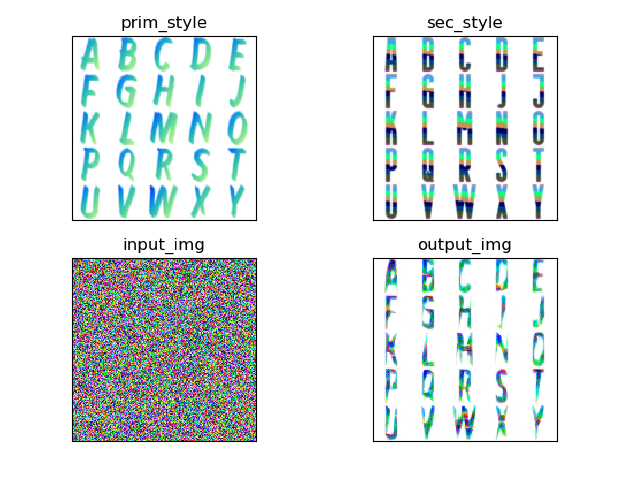 prim_style
sec_style
A B C D E
F G H I J
K L M N O
P Q R S T
U V W X Y
A B C D E
F G H I J
K L M N O
P Q R S T
U V W X Y
input_img
output_img
A B C D E
F G H I J
K L M N O
P Q R S T
U V W X Y